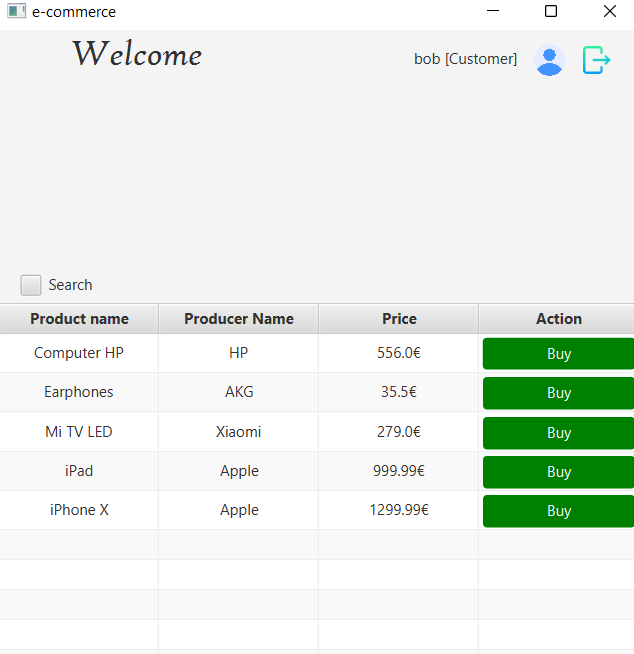 e-commerce
Welcome
bob [Customer]
Search
Product name Producer Name Price Action
Computer HP HP 556.0€ Buy
Earphones AKG 35.5€ Buy
Mi TV LED Xiaomi 279.0€ Buy
iPad Apple 999.99€ Buy
iPhone X Apple 1299.99€ Buy